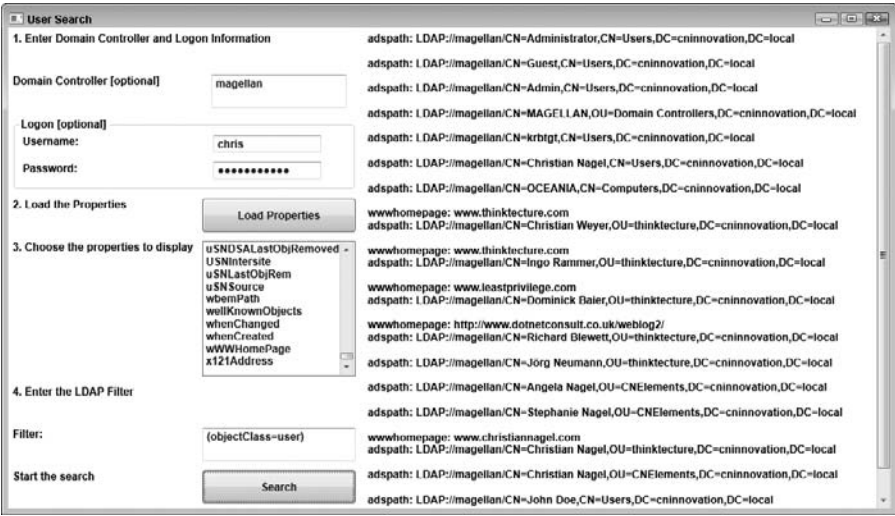 User Search
1. Enter Domain Controller and Logon Information
Domain Controller [optional]
magellan
Logon [optional]
Username:
chris
Password:
●●●●●●●●●●●
2. Load the Properties
Load Properties
3. Choose the properties to display
uSNDSALastObjRemoved
USNIntersite
uSNLastObjRem
uSNSource
wbemPath
wellKnownObjects
whenChanged
whenCreated
wWWHomePage
x121Address
4. Enter the LDAP Filter
Filter:
(objectClass=user)
Start the search
Search
adspath: LDAP://magellan/CN=Administrator,CN=Users,DC=cninnovation,DC=local
adspath: LDAP://magellan/CN=Guest,CN=Users,DC=cninnovation,DC=local
adspath: LDAP://magellan/CN=Admin,CN=Users,DC=cninnovation,DC=local
adspath: LDAP://magellan/CN=MAGELLAN,OU=Domain Controllers,DC=cninnovation,DC=local
adspath: LDAP://magellan/CN=krbtgt,CN=Users,DC=cninnovation,DC=local
adspath: LDAP://magellan/CN=Christian Nagel,CN=Users,DC=cninnovation,DC=local
adspath: LDAP://magellan/CN=OCEANIA,CN=Computers,DC=cninnovation,DC=local
wwwhomepage: www.thinktecture.com
adspath: LDAP://magellan/CN=Christian Weyer,OU=thinktecture,DC=cninnovation,DC=local
wwwhomepage: www.thinktecture.com
adspath: LDAP://magellan/CN=Ingo Rammer,OU=thinktecture,DC=cninnovation,DC=local
wwwhomepage: www.leastprivilege.com
adspath: LDAP://magellan/CN=Dominick Baier,OU=thinktecture,DC=cninnovation,DC=local
wwwhomepage: http://www.dotnetconsult.co.uk/weblog2/
adspath: LDAP://magellan/CN=Richard Blewett,OU=thinktecture,DC=cninnovation,DC=local
adspath: LDAP://magellan/CN=Jörg Neumann,OU=thinktecture,DC=cninnovation,DC=local
adspath: LDAP://magellan/CN=Angela Nagel,OU=CNElements,DC=cninnovation,DC=local
adspath: LDAP://magellan/CN=Stephanie Nagel,OU=CNElements,DC=cninnovation,DC=local
wwwhomepage: www.christiannagel.com
adspath: LDAP://magellan/CN=Christian Nagel,OU=thinktecture,DC=cninnovation,DC=local
adspath: LDAP://magellan/CN=Christian Nagel,OU=CNElements,DC=cninnovation,DC=local
adspath: LDAP://magellan/CN=John Doe,CN=Users,DC=cninnovation,DC=local